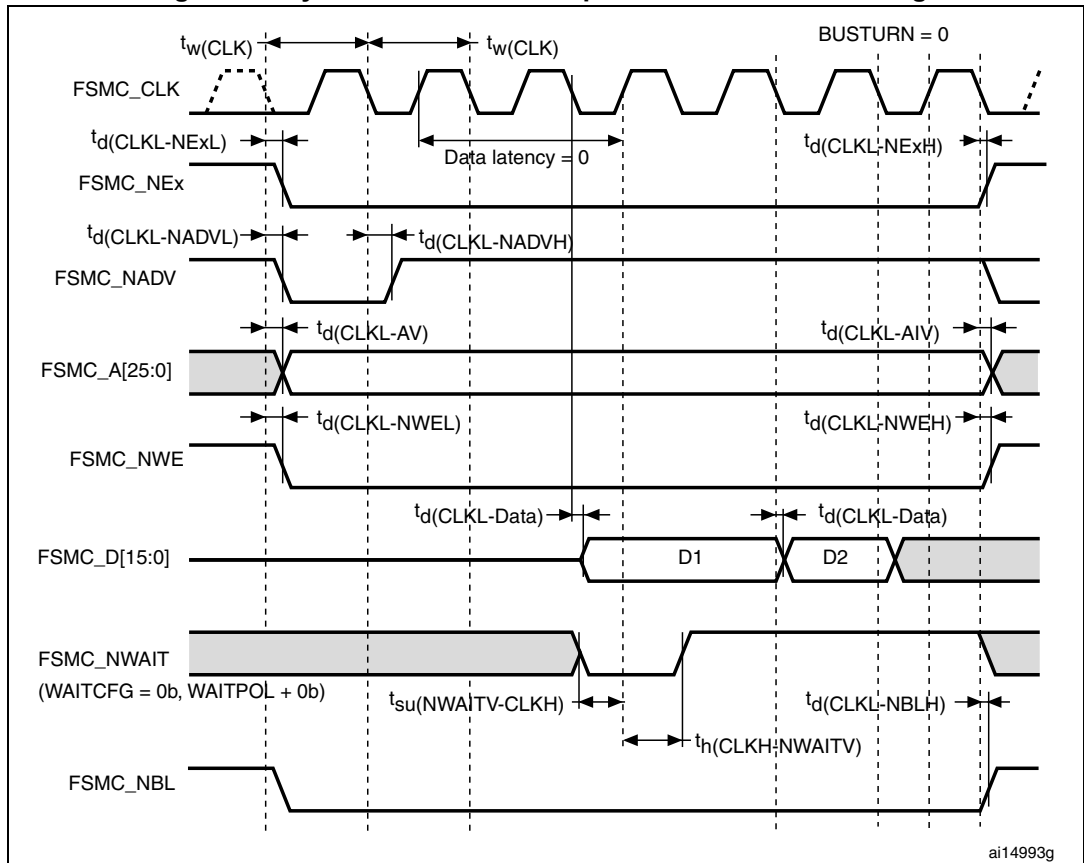 tw(CLK) tw(CLK) BUSTURN = 0
FSMC_CLK
td(CLKL-NExL) Data latency = 0 td(CLKL-NExH)
FSMC_NEx
td(CLKL-NADVL) td(CLKL-NADVH)
FSMC_NADV
td(CLKL-AV) td(CLKL-AIV)
FSMC_A[25:0]
td(CLKL-NWEL) td(CLKL-NWEH)
FSMC_NWE
td(CLKL-Data) td(CLKL-Data)
FSMC_D[15:0] D1 D2
FSMC_NWAIT
(WAITCFG = 0b, WAITPOL + 0b) tsu(NWAITV-CLKH) td(CLKL-NBLH)
th(CLKH-NWAITV)
FSMC_NBL
ai14993g